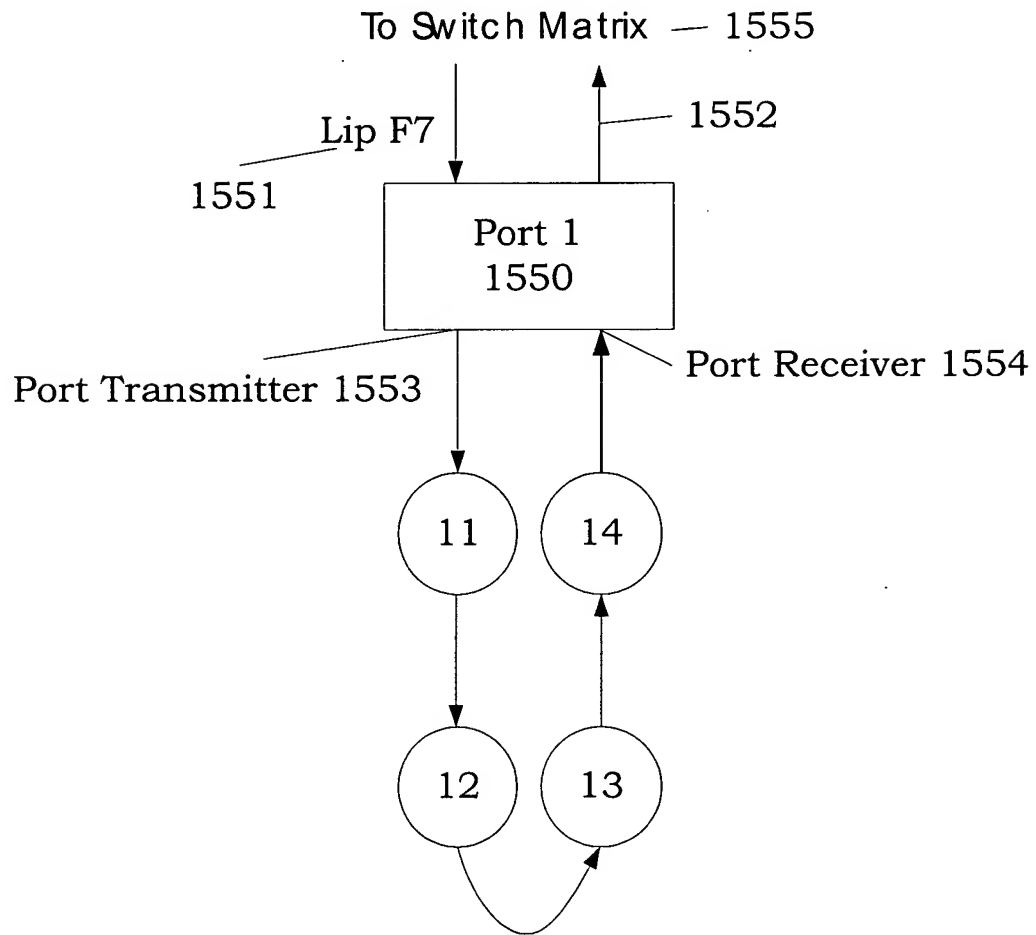 To Switch Matrix 1555
1552
Lip F7
1551
Port 1
1550
Port Receiver 1554
Port Transmitter 1553
11
14
12
13